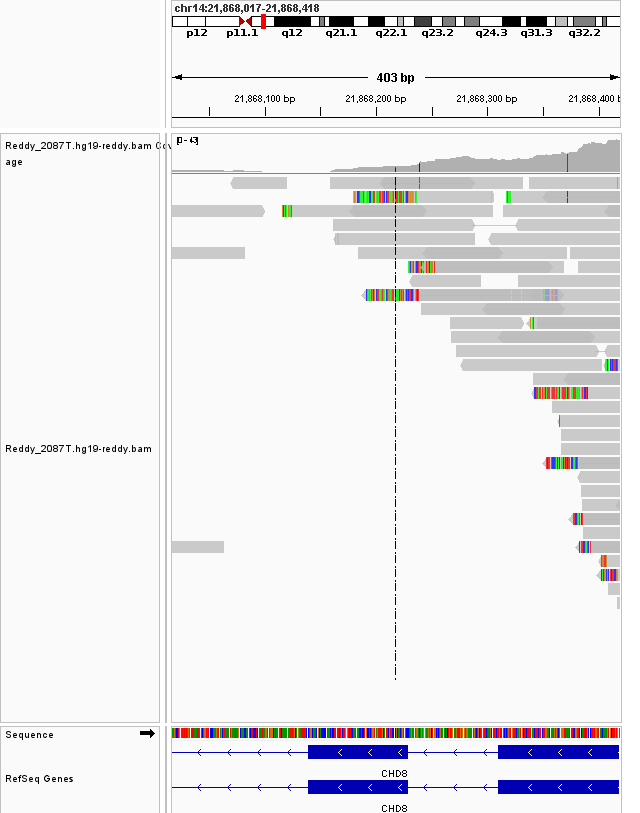 chr14:21,868,017-21,868,418
p12 p11.1 q12 q21.1 q22.1 q23.2 q24.3 q31.3 q32.2
403 bp
21,868,100 bp 21,868,200 bp 21,868,300 bp 21,868,400 b
Reddy_2087T.hg19-reddy.bam Cov
age
[0 - 43]
Reddy_2087T.hg19-reddy.bam
Sequence
CHD8
RefSeq Genes
CHD8